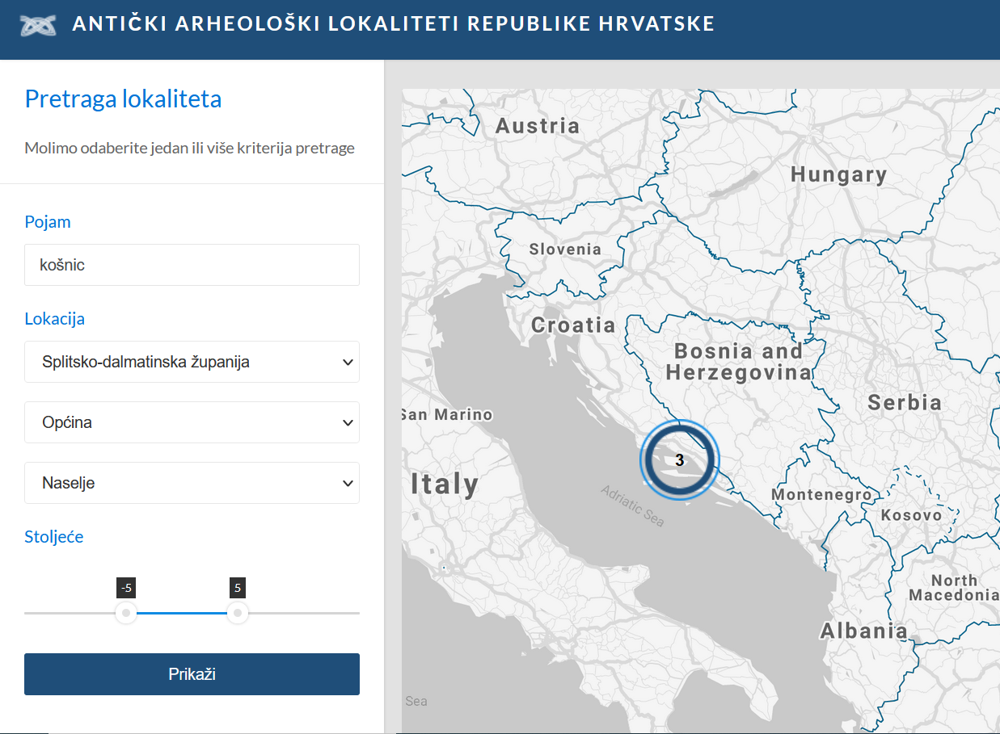 ANTIČKI ARHEOLOŠKI LOKALITETI REPUBLIKE HRVATSKE
Pretraga lokaliteta
Molimo odaberite jedan ili više kriterija pretrage
Pojam
košnic
Lokacija
Splitsko-dalmatinska županija
Općina
Naselje
Stoljeće
-5
5
Prikaži
Austria
Hungary
Slovenia
Croatia
Bosnia and
Herzegovina
Serbia
San Marino
3
Italy
Adriatic Sea
Montenegro
Kosovo
North
Macedonia
Albania
Sea